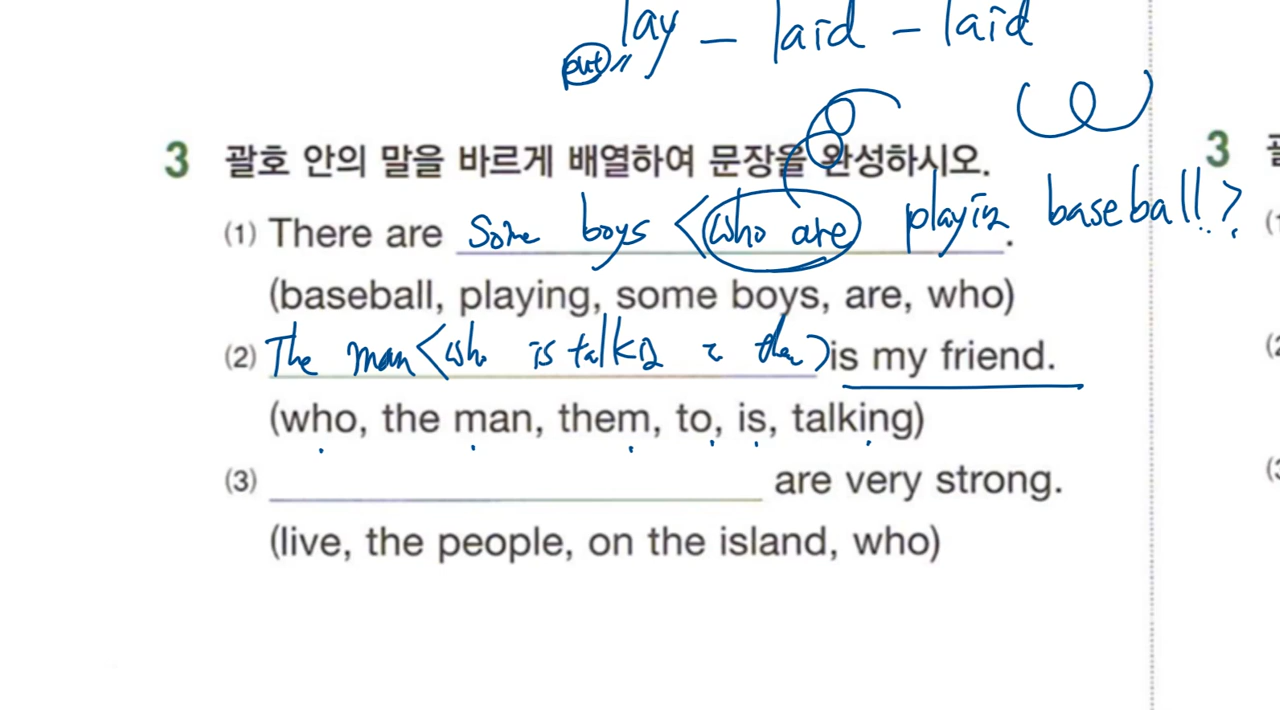 lay - laid - laid
put
3 괄호 안의 말을 바르게 배열하여 문장을 완성하시오.
3
(1) There are Some boys <who are playing baseball!?.
(baseball, playing, some boys, are, who)
(2) The man <who is talking them> is my friend.
(who, the man, them, to, is, talking)
(3) are very strong.
(live, the people, on the island, who)